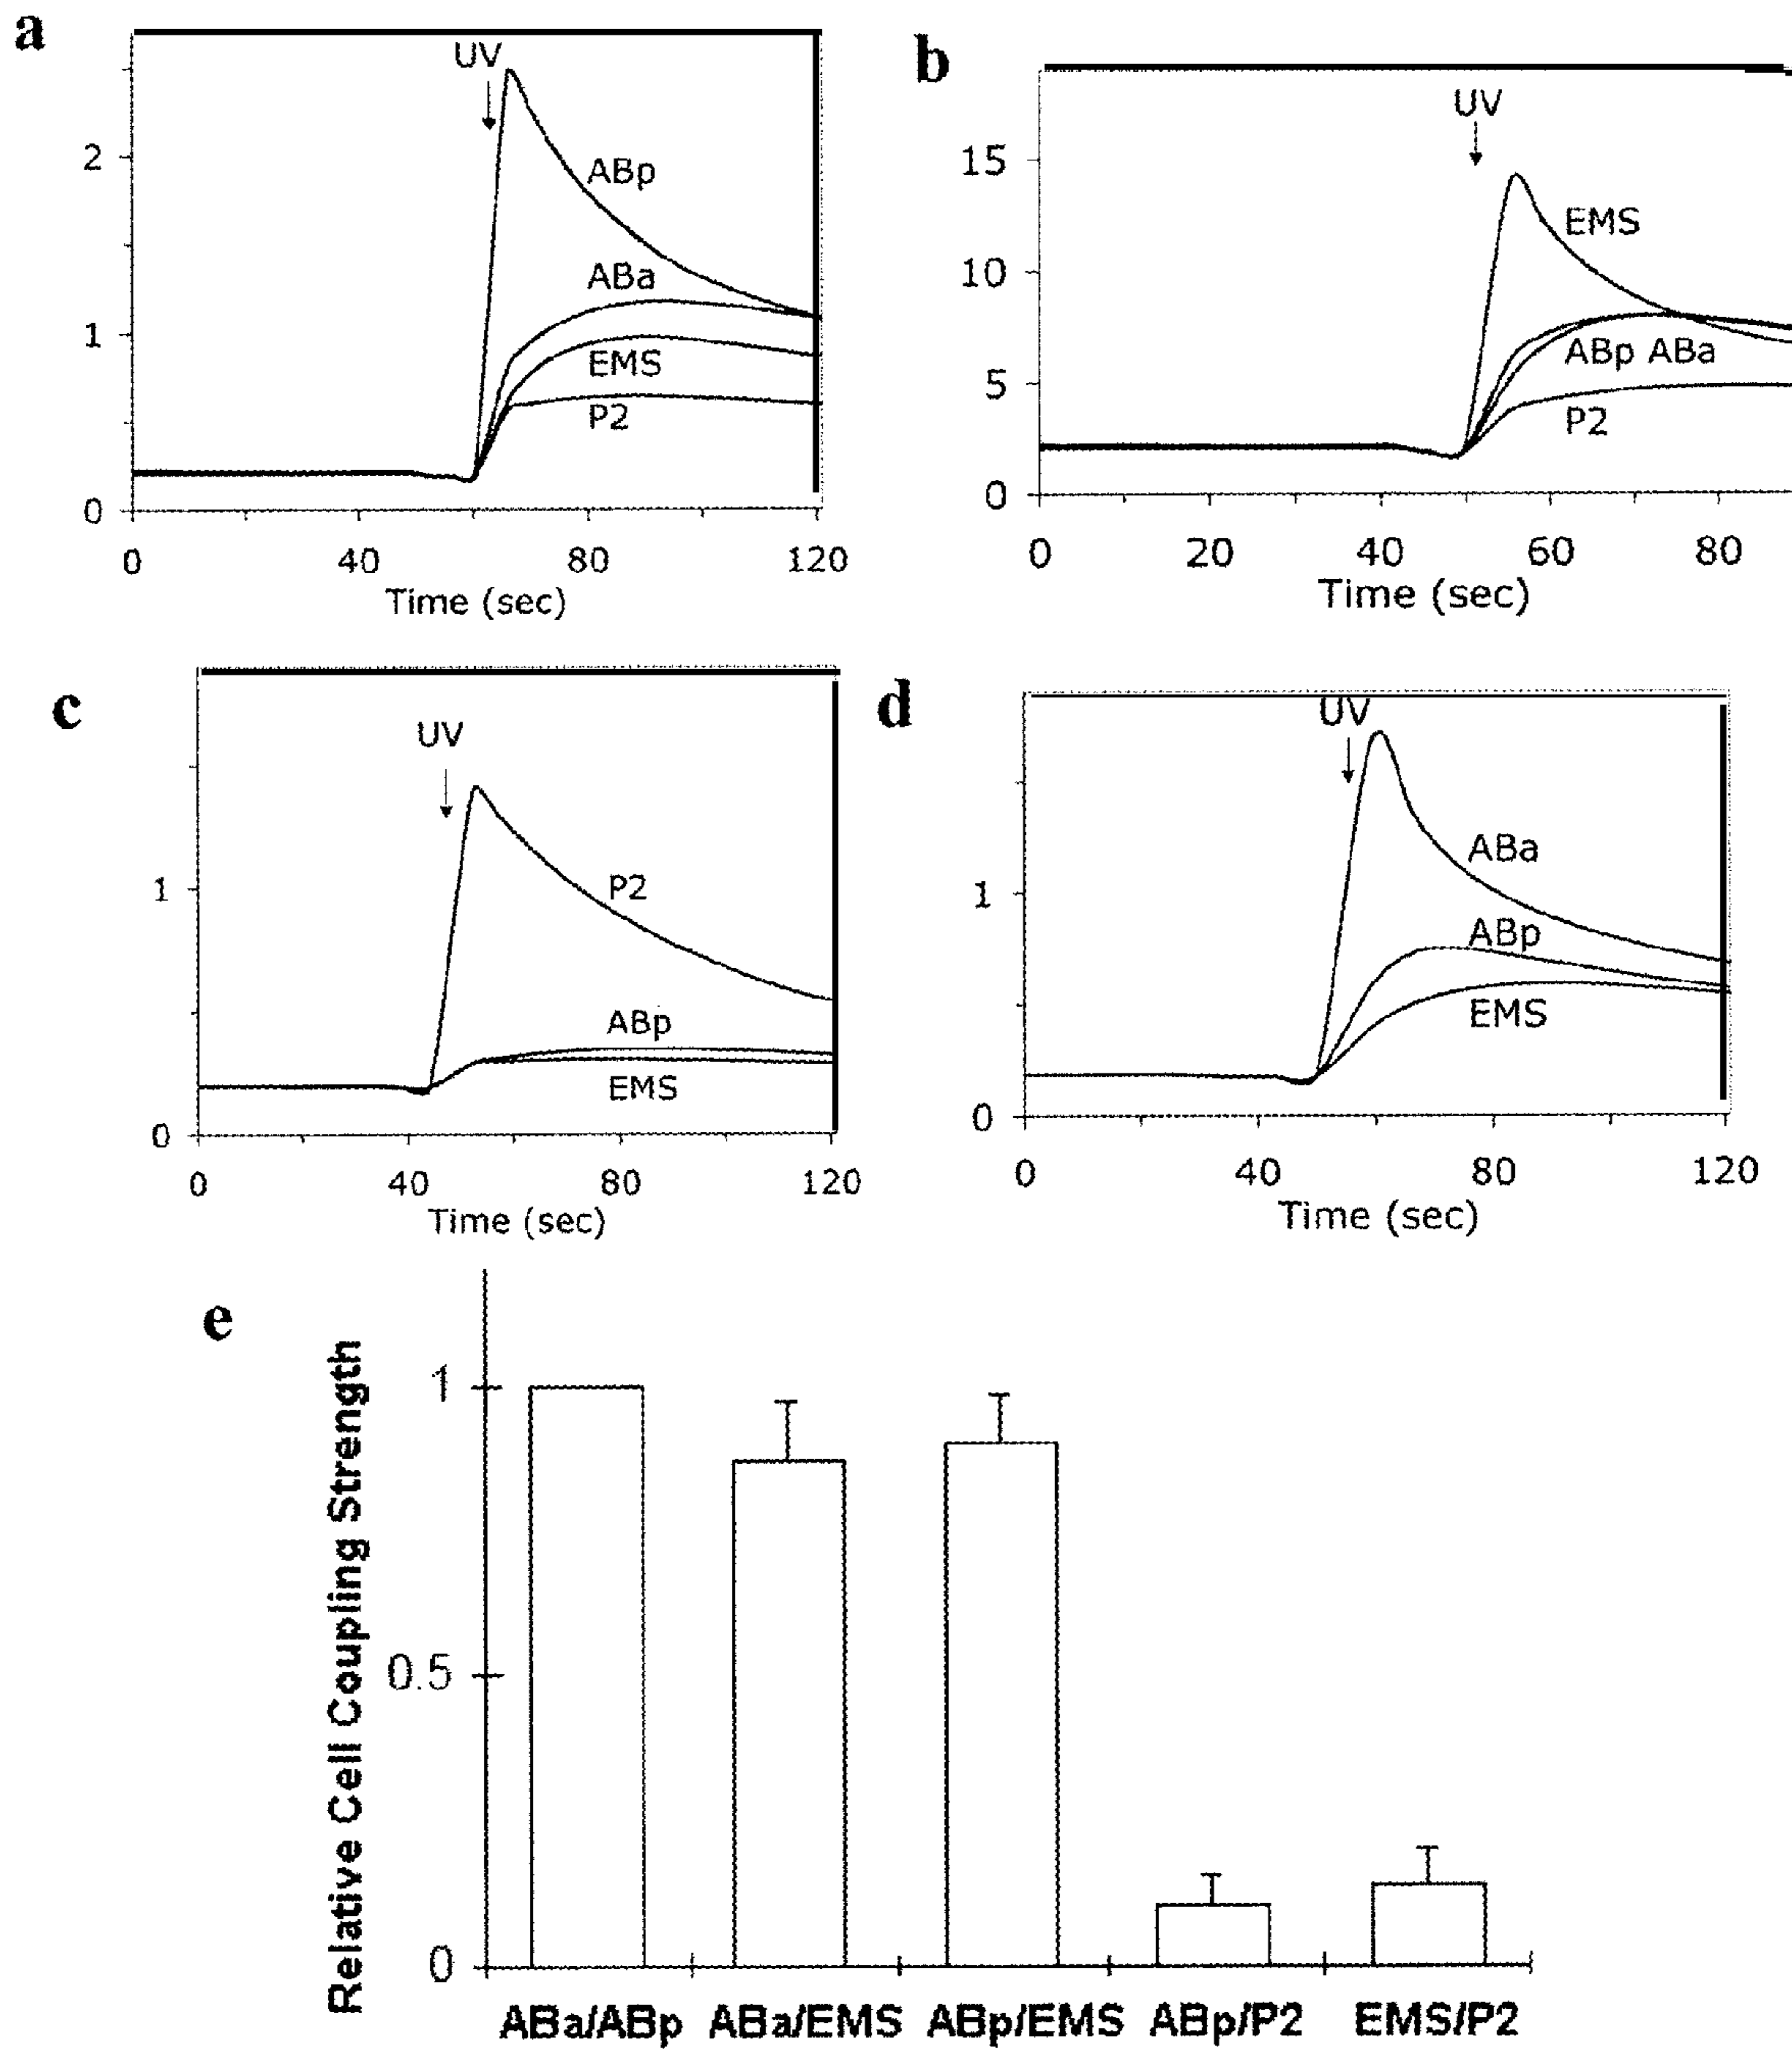 a
UV
ABp
ABa
EMS
P2
2
1
0
0 40 80 120
Time (sec)
b
UV
EMS
ABp ABa
P2
15
10
5
0
0 20 40 60 80
Time (sec)
c
UV
P2
ABp
EMS
1
0
0 40 80 120
Time (sec)
d
UV
ABa
ABp
EMS
1
0
0 40 80 120
Time (sec)
e
Relative Cell Coupling Strength
1
0.5
0
ABa/ABp ABa/EMS ABp/EMS ABp/P2 EMS/P2